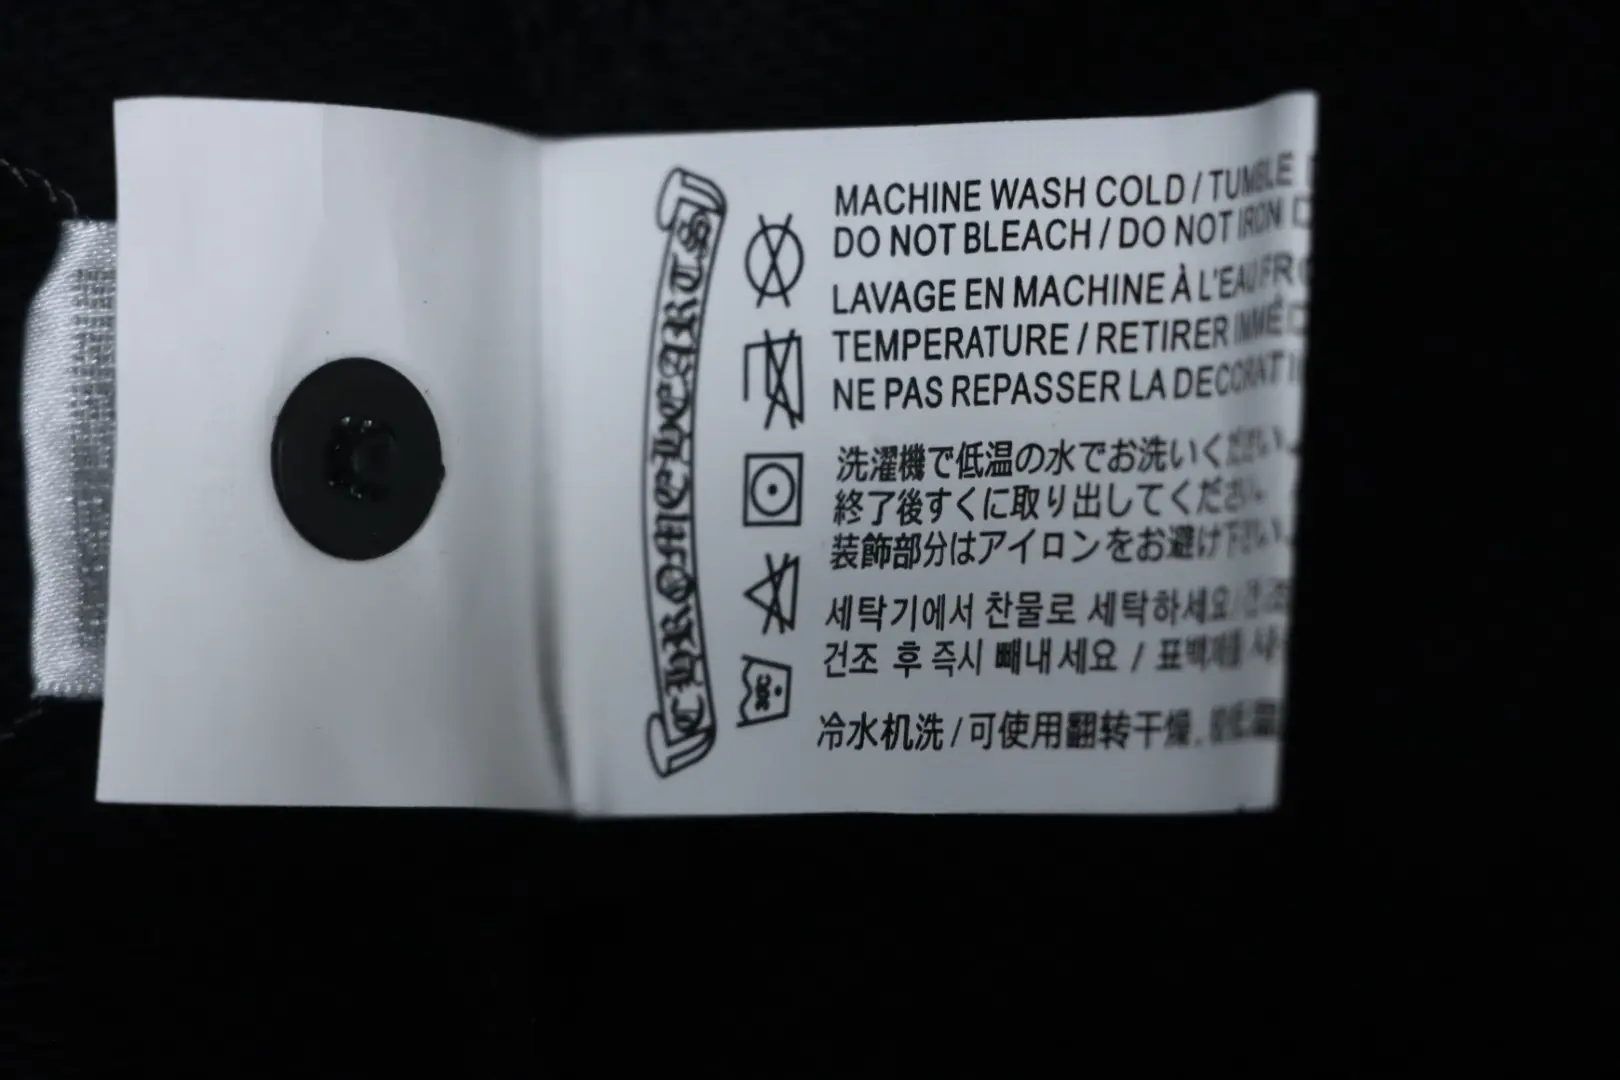 CHROME HEARTS
MACHINE WASH COLD / TUMBLE
DO NOT BLEACH / DO NOT IRON
LAVAGE EN MACHINE À L'EAU
TEMPERATURE / RETIRER
NE PAS REPASSER LA
洗濯機で低温の水でお洗いください
終了後すぐに取り出してください。
装飾部分はアイロンをお避け下さい。
세탁기에서 찬물로 세탁하세요 /
건조 후 즉시 빼내세요 / 표백제를
冷水机洗 / 可使用翻转干燥
30C